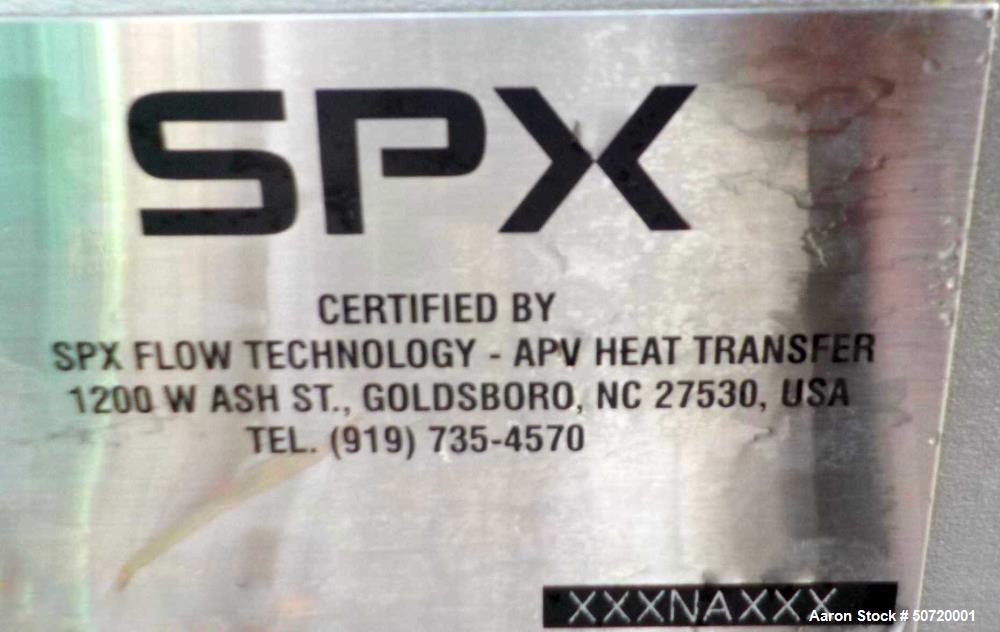 SPX
CERTIFIED BY
SPX FLOW TECHNOLOGY - APV HEAT TRANSFER
1200 W ASH ST., GOLDSBORO, NC 27530, USA
TEL. (919) 735-4570
XXXNAXXX
Aaron Stock # 50720001